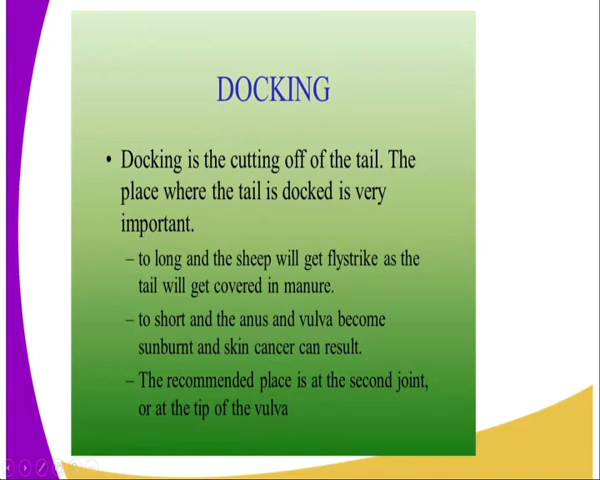 DOCKING
• Docking is the cutting off of the tail. The
place where the tail is docked is very
important.
– to long and the sheep will get flystrike as the
tail will get covered in manure.
– to short and the anus and vulva become
sunburnt and skin cancer can result.
– The recommended place is at the second joint,
or at the tip of the vulva